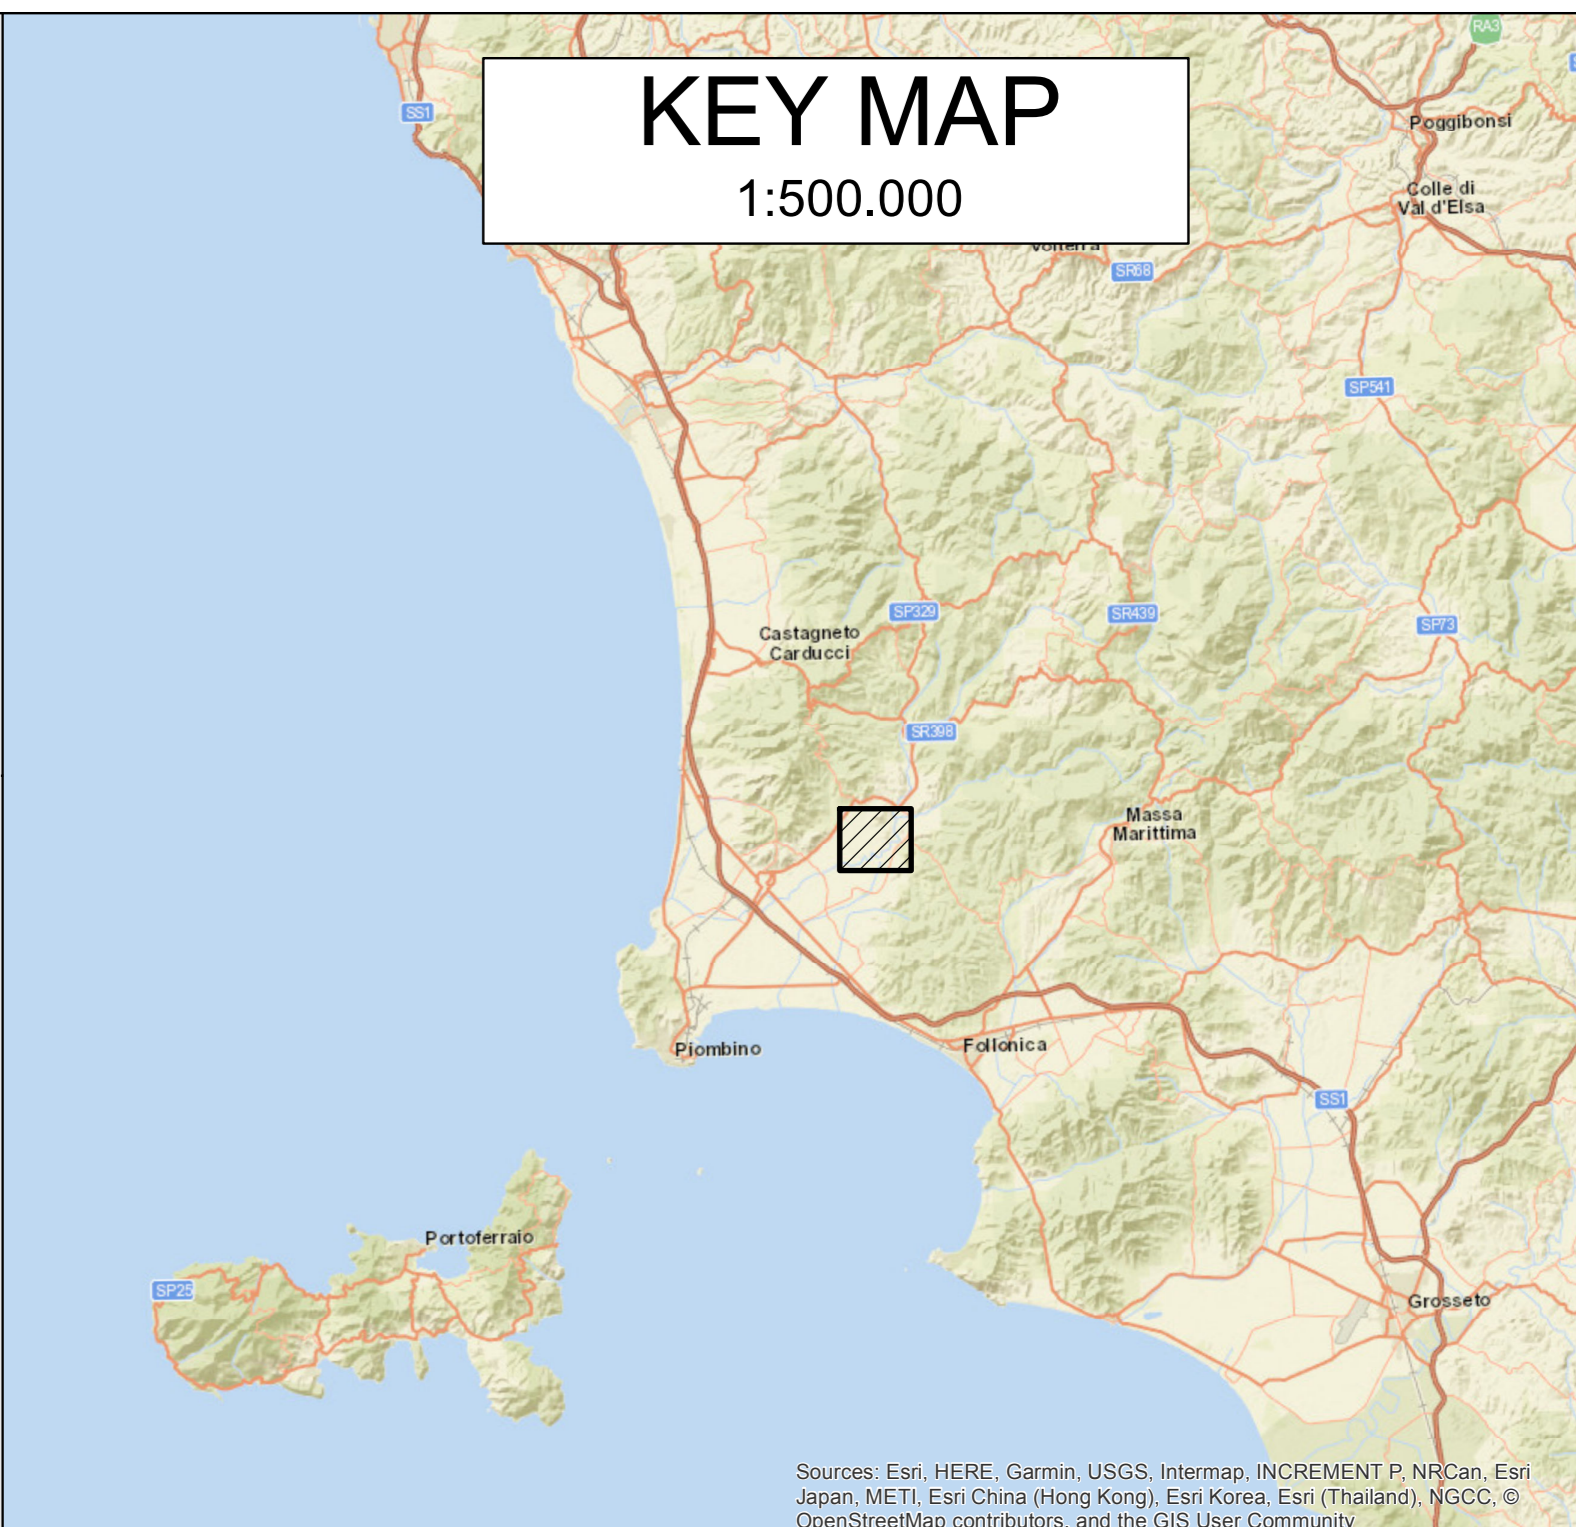 RA3
KEY MAP
1:500.000
SS1
Poggibonsi
Colle di
Val d'Elsa
Volterra
SR68
SP541
SP329
SR439
SP73
Castagneto
Carducci
SR398
Massa
Marittima
Piombino
Follonica
SS1
Portoferraio
SP25
Grosseto
Sources: Esri, HERE, Garmin, USGS, Intermap, INCREMENT P, NRCan, Esri
Japan, METI, Esri China (Hong Kong), Esri Korea, Esri (Thailand), NGCC, ©
OpenStreetMap contributors, and the GIS User Community